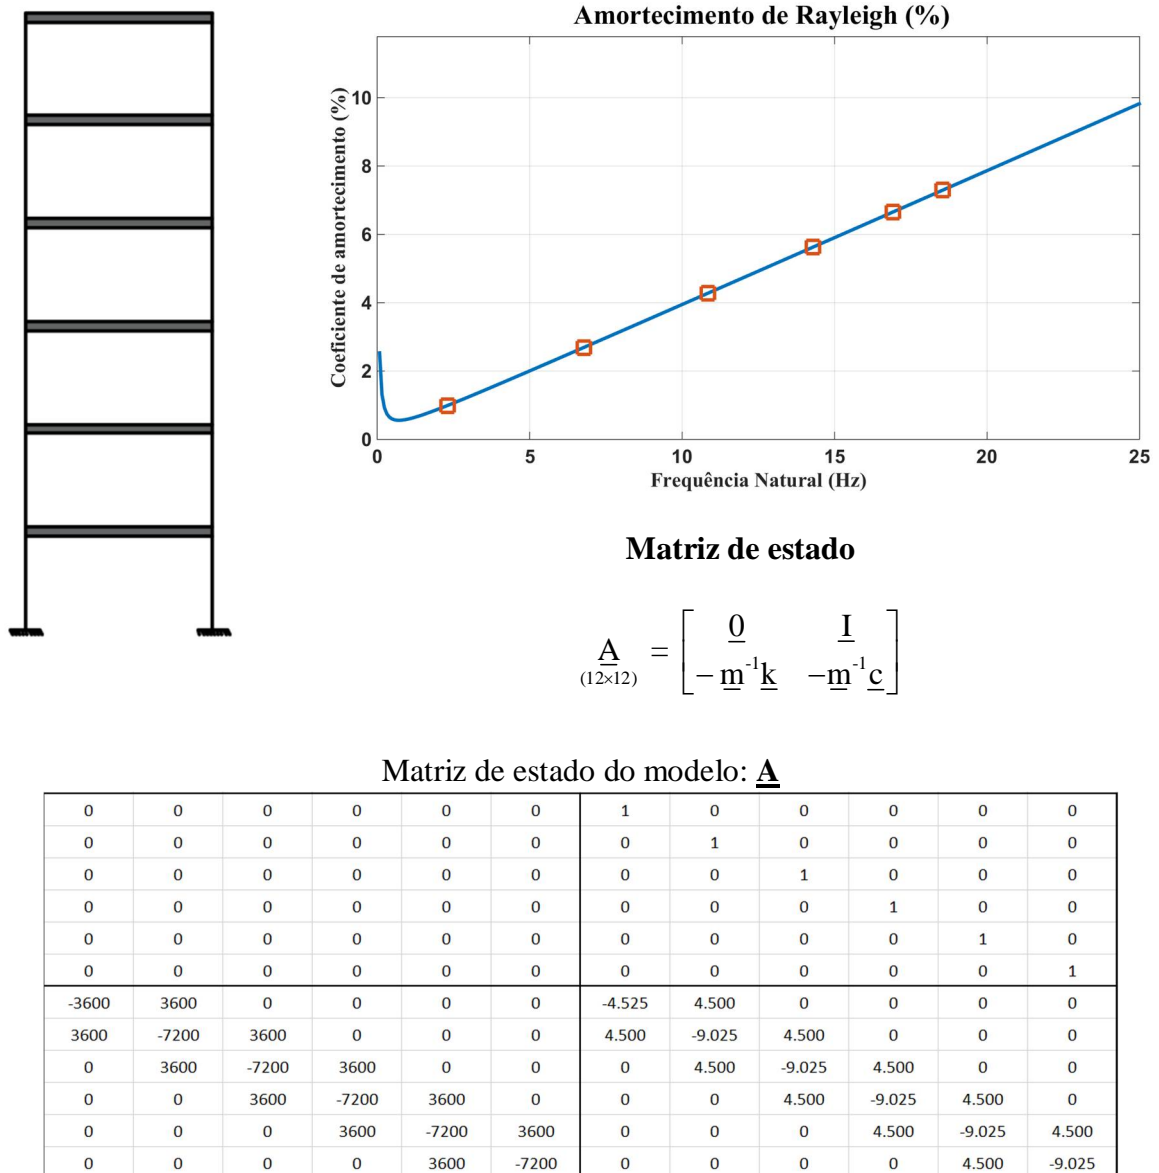 Amortecimento de Rayleigh (%)
Coeficiente de amortecimento (%)
10
8
6
4
2
0
0 5 10 15 20 25
Frequência Natural (Hz)
Matriz de estado
A (12×12) = [ 0 I
-m⁻¹k -m⁻¹c ]
Matriz de estado do modelo: A
0 0 0 0 0 0 1 0 0 0 0 0
0 0 0 0 0 0 0 1 0 0 0 0
0 0 0 0 0 0 0 0 1 0 0 0
0 0 0 0 0 0 0 0 0 1 0 0
0 0 0 0 0 0 0 0 0 0 1 0
0 0 0 0 0 0 0 0 0 0 0 1
-3600 3600 0 0 0 0 -4.525 4.500 0 0 0 0
3600 -7200 3600 0 0 0 4.500 -9.025 4.500 0 0 0
0 3600 -7200 3600 0 0 0 4.500 -9.025 4.500 0 0
0 0 3600 -7200 3600 0 0 0 4.500 -9.025 4.500 0
0 0 0 3600 -7200 3600 0 0 0 4.500 -9.025 4.500
0 0 0 0 3600 -7200 0 0 0 0 4.500 -9.025